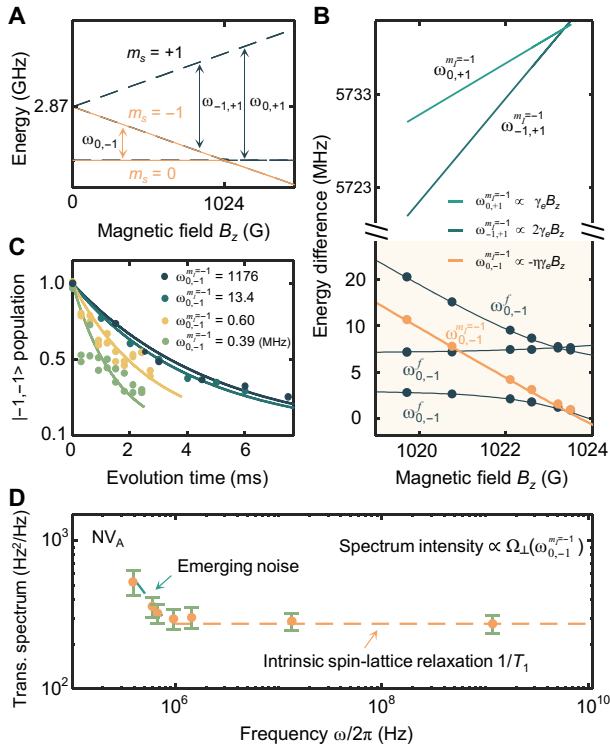 A
Energy (GHz)
2.87
m_s = +1
m_s = −1
m_s = 0
ω_{0,−1}
ω_{−1,+1}
ω_{0,+1}
0
1024
Magnetic field B_z (G)
B
Energy difference (MHz)
5733
5723
20
10
5
0
ω_{0,+1}^{m_I=−1}
ω_{−1,+1}^{m_I=−1}
ω_{0,+1}^{m_I=−1} ∝ γ_eB_z
ω_{−1,+1}^{m_I=−1} ∝ 2γ_eB_z
ω_{0,−1}^{m_I=−1} ∝ -ηγ_eB_z
ω_{0,−1}^f
ω_{0,−1}^{m_I=−1}
ω_{0,−1}^f
ω_{0,−1}^f
1020
1022
1024
Magnetic field B_z (G)
C
|−1,−1> population
1.0
0.5
0.1
ω_{0,−1}^{m_I=−1} = 1176
ω_{0,−1}^{m_I=−1} = 13.4
ω_{0,−1}^{m_I=−1} = 0.60
ω_{0,−1}^{m_I=−1} = 0.39 (MHz)
0
2
4
6
Evolution time (ms)
D
Trans. spectrum (Hz²/Hz)
10³
10²
NV_A
Emerging noise
Spectrum intensity ∝ Ω_⊥(ω_{0,−1}^{m_I=−1})
Intrinsic spin-lattice relaxation 1/T₁
10⁶
10⁸
10⁹
10¹⁰
Frequency ω/2π (Hz)